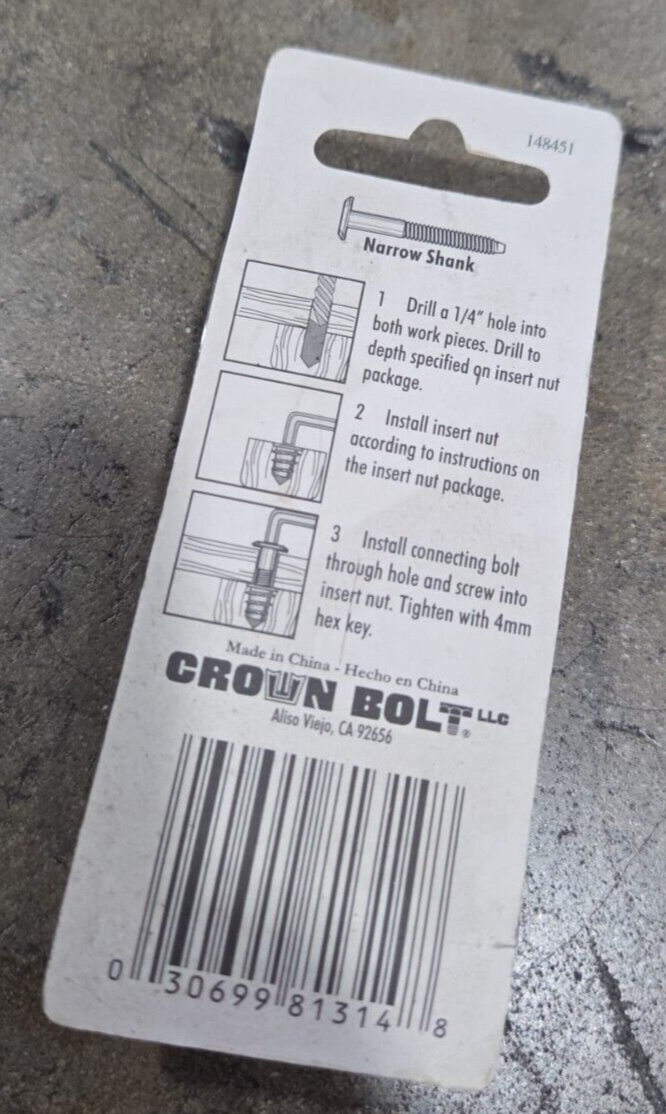 148451
Narrow Shank
1 Drill a 1/4" hole into
both work pieces. Drill to
depth specified on insert nut
package.
2 Install insert nut
according to instructions on
the insert nut package.
3 Install connecting bolt
through hole and screw into
insert nut. Tighten with 4mm
hex key.
Made in China - Hecho en China
CROWN BOLT LLC
®
Aliso Viejo, CA 92656
0 30699 81314 8